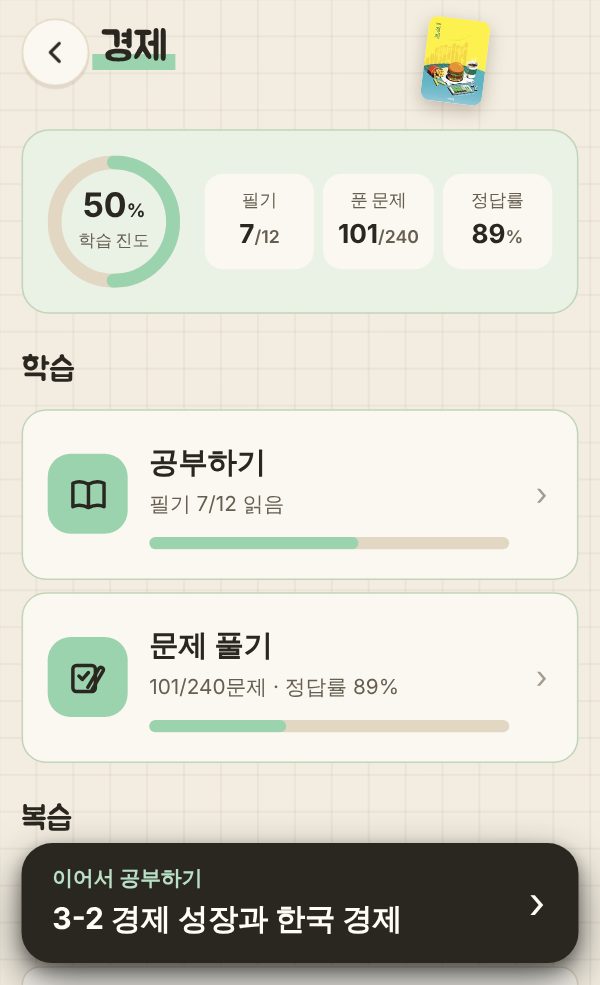 경제
50%
학습 진도
필기
7/12
푼 문제
101/240
정답률
89%
학습
공부하기
필기 7/12 읽음
문제 풀기
101/240문제 · 정답률 89%
복습
이어서 공부하기
3-2 경제 성장과 한국 경제